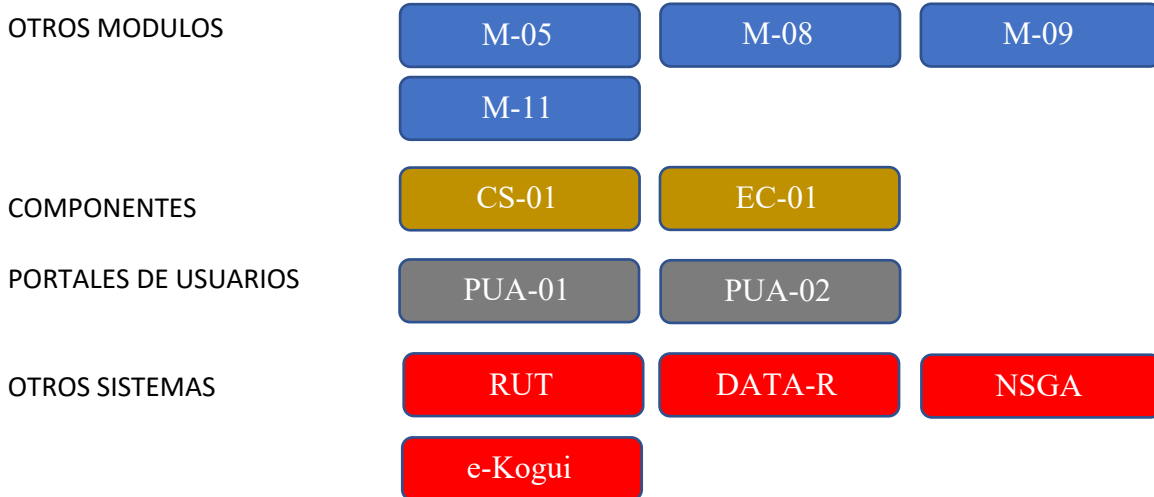 OTROS MODULOS M-05 M-08 M-09
M-11
COMPONENTES CS-01 EC-01
PORTALES DE USUARIOS PUA-01 PUA-02
OTROS SISTEMAS RUT DATA-R NSGA
e-Kogui